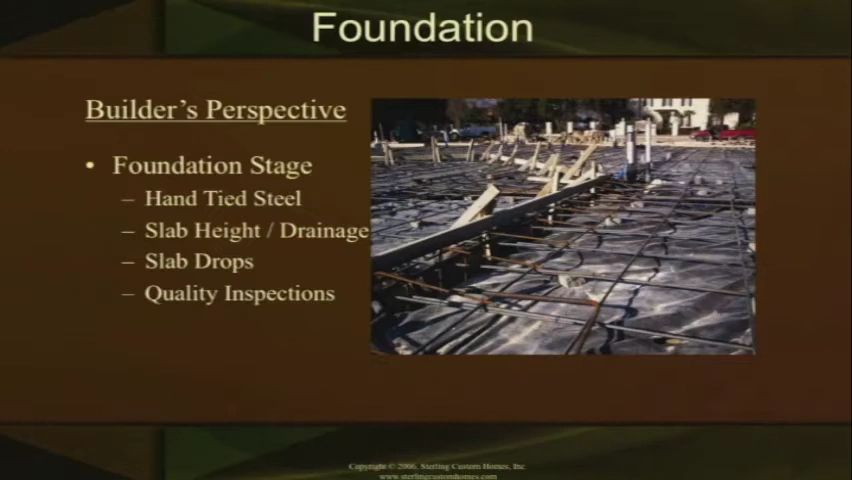 Foundation
Builder's Perspective
• Foundation Stage
– Hand Tied Steel
– Slab Height / Drainage
– Slab Drops
– Quality Inspections
Copyright © 2006. Sterling Custom Homes, Inc
www.sterlingcustomhomes.com